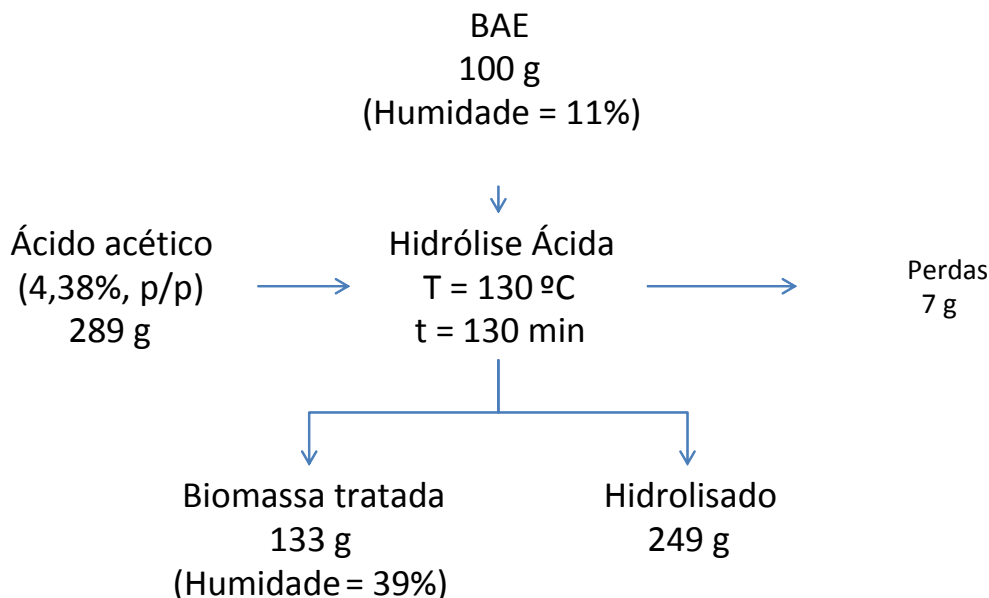 BAE
100 g
(Humidade = 11%)
Ácido acético
(4,38%, p/p)
289 g
Hidrólise Ácida
T = 130 ºC
t = 130 min
Perdas
7 g
Biomassa tratada
133 g
(Humidade = 39%)
Hidrolisado
249 g